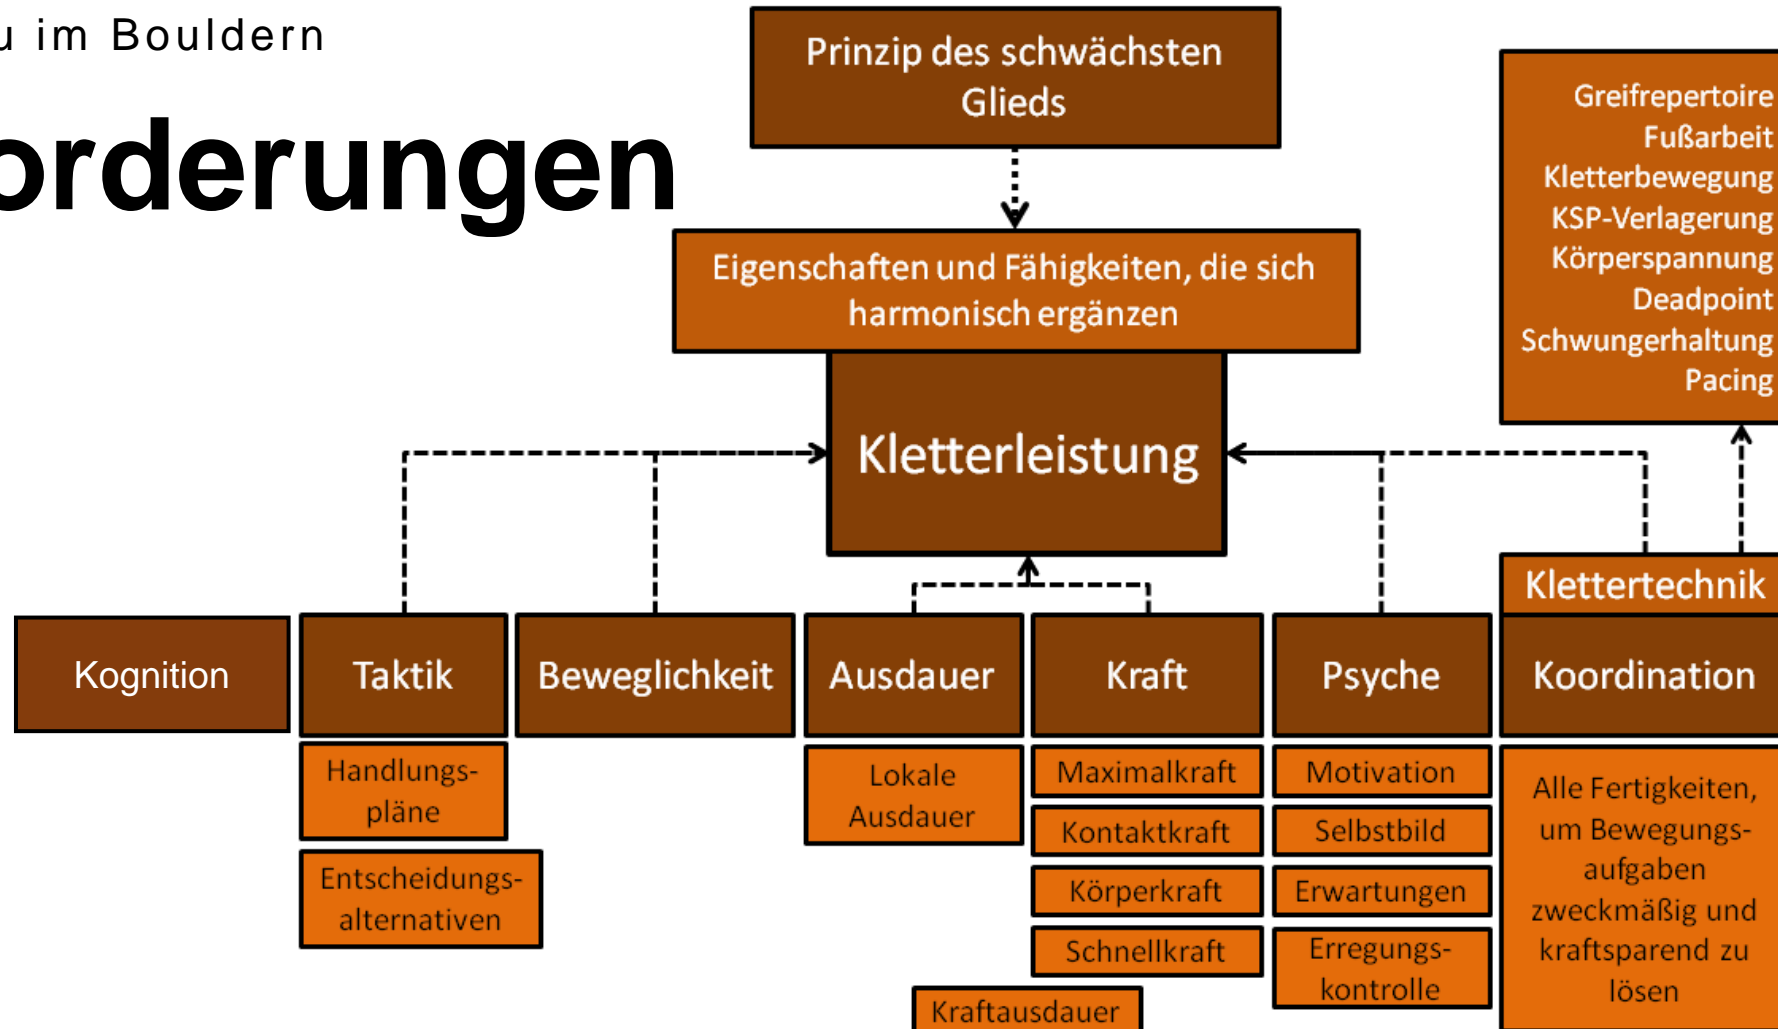 im Bouldern
orderungen
Prinzip des schwächsten
Glieds
Eigenschaften und Fähigkeiten, die sich
harmonisch ergänzen
Kletterleistung
Greifrepertoire
Fußarbeit
Kletterbewegung
KSP-Verlagerung
Körperspannung
Deadpoint
Schwungerhaltung
Pacing
Klettertechnik
Kognition
Taktik
Beweglichkeit
Ausdauer
Kraft
Psyche
Koordination
Handlungs-
pläne
Entscheidungs-
alternativen
Lokale
Ausdauer
Maximalkraft
Kontaktkraft
Körperkraft
Schnellkraft
Kraftausdauer
Motivation
Selbstbild
Erwartungen
Erregungs-
kontrolle
Alle Fertigkeiten,
um Bewegungs-
aufgaben
zweckmäßig und
kraftsparend zu
lösen